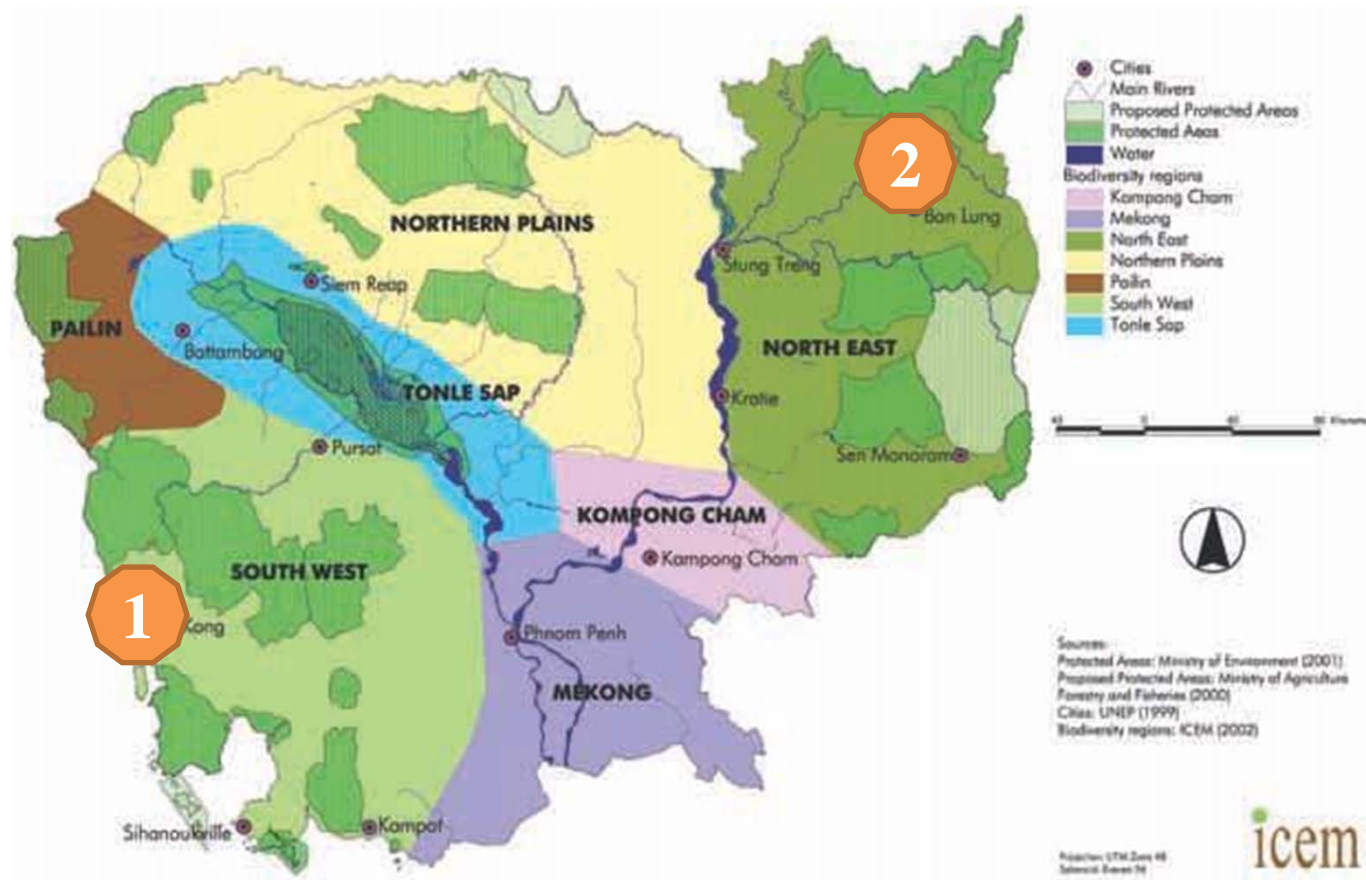 Cities
Main Rivers
Proposed Protected Areas
Protected Aeas
Water
Biodiversity regions
Kampong Cham
Mekong
North East
Northern Plains
Pailin
South West
Tonle Sap
2
Ban Lung
NORTHERN PLAINS
Stung Treng
Siem Reap
PAILIN
Battambang
NORTH EAST
TONLE SAP
Kratie
Pursat
Sen Monoram
KOMPONG CHAM
Kampong Cham
SOUTH WEST
1
Kong
Phnom Penh
MEKONG
Sihanoukville
Kampot
Sources:
Protected Areas: Ministry of Environment (2001)
Proposed Protected Areas: Ministry of Agriculture
Forestry and Fisheries (2000)
Cities: UNEP (1999)
Biodiversity regions: ICEM (2002)
icem